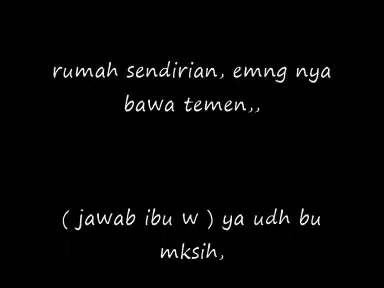 rumah sendirian, emng nya
bawa temen,,
( jawab ibu w ) ya udh bu
mksih,